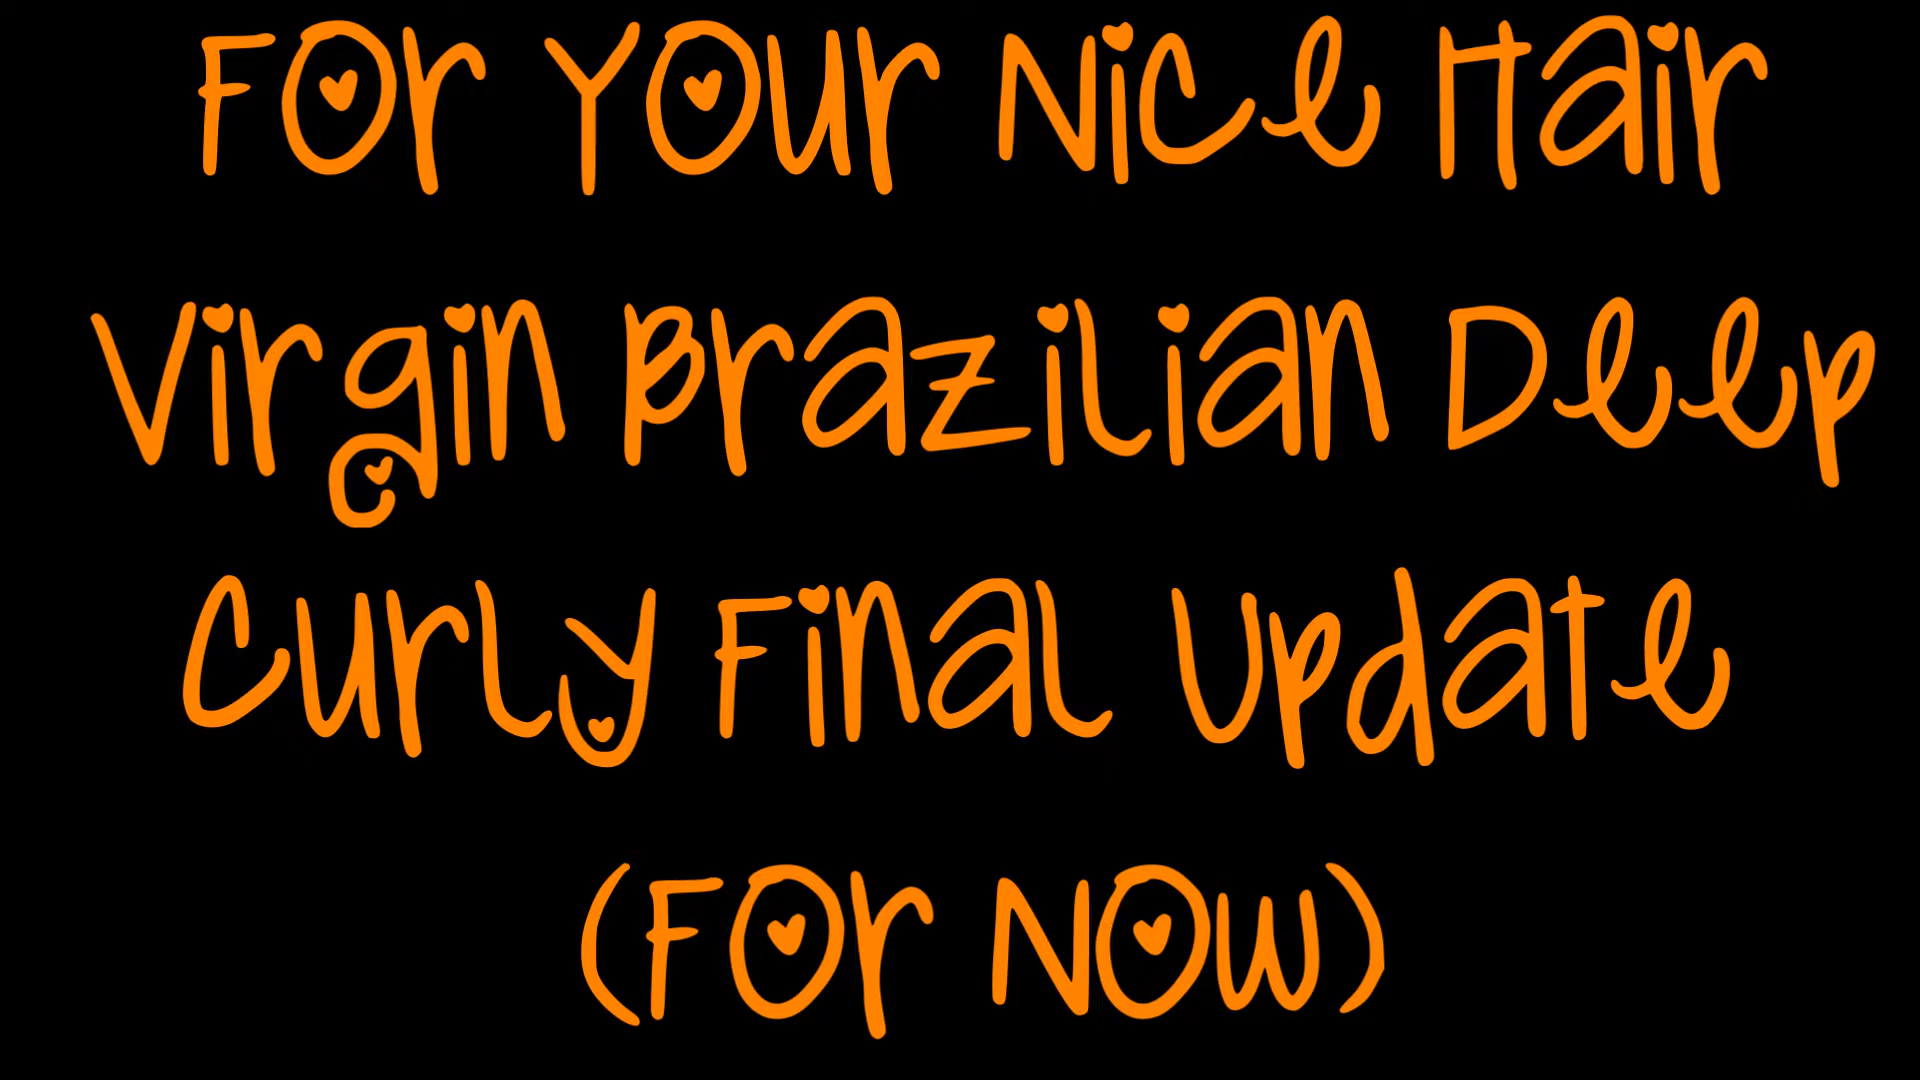 For Your Nice Hair
Virgin Brazilian Deep
Curly Final Update
(For Now)